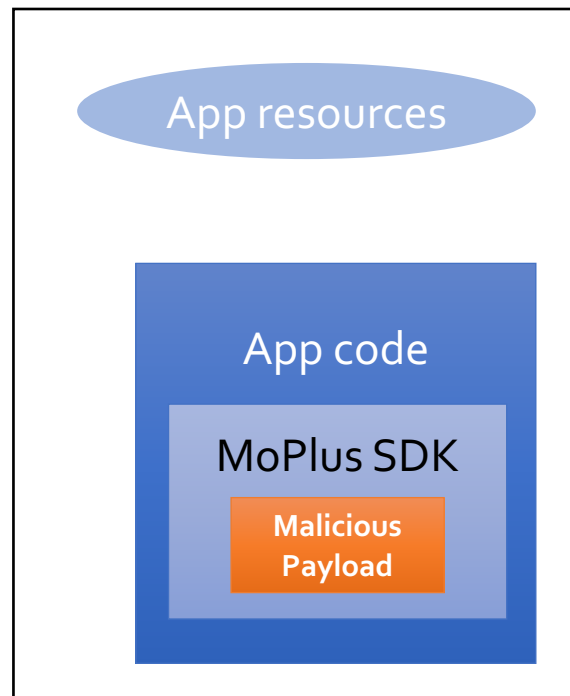 App resources
App code
MoPlus SDK
Malicious
Payload